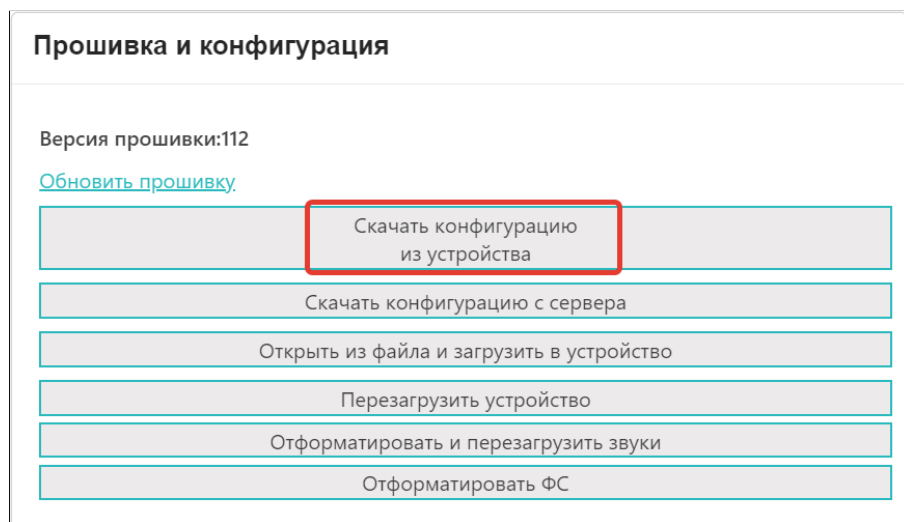 Прошивка и конфигурация
Версия прошивки:112
Обновить прошивку
Скачать конфигурацию
из устройства
Скачать конфигурацию с сервера
Открыть из файла и загрузить в устройство
Перезагрузить устройство
Отформатировать и перезагрузить звуки
Отформатировать ФС